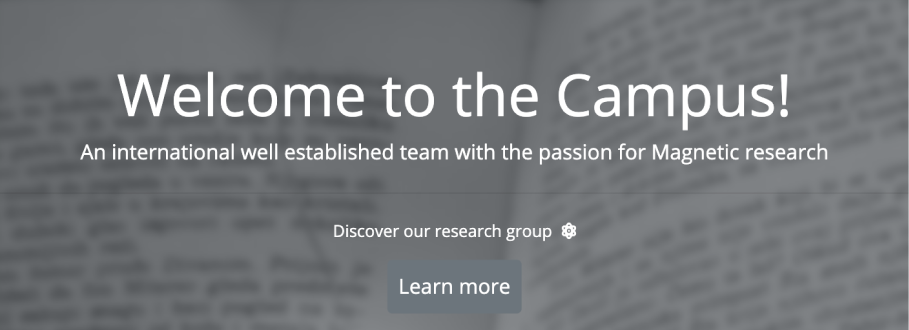 Welcome to the Campus!
An international well established team with the passion for Magnetic research
Discover our research group
Learn more